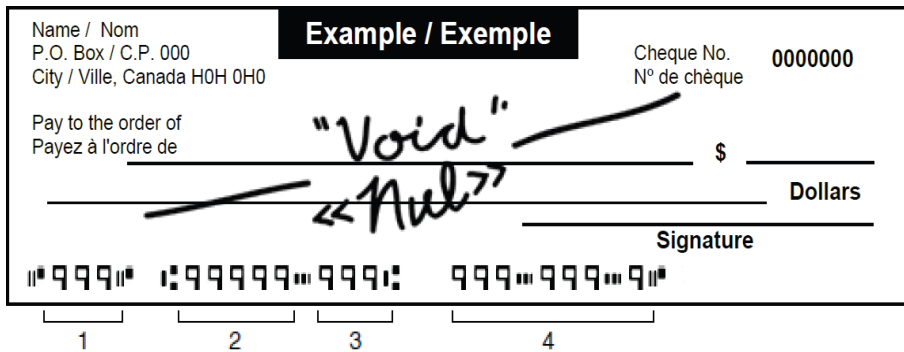 Example / Exemple
Name / Nom
P.O. Box / C.P. 000
City / Ville, Canada H0H 0H0
Cheque No. 0000000
Nº de chèque
Pay to the order of
Payez à l'ordre de
"Void"
$
«Nul»
Dollars
Signature
⑈999⑈ ⑆99999⑉999⑆ 999⑉999⑉9⑈
1 2 3 4